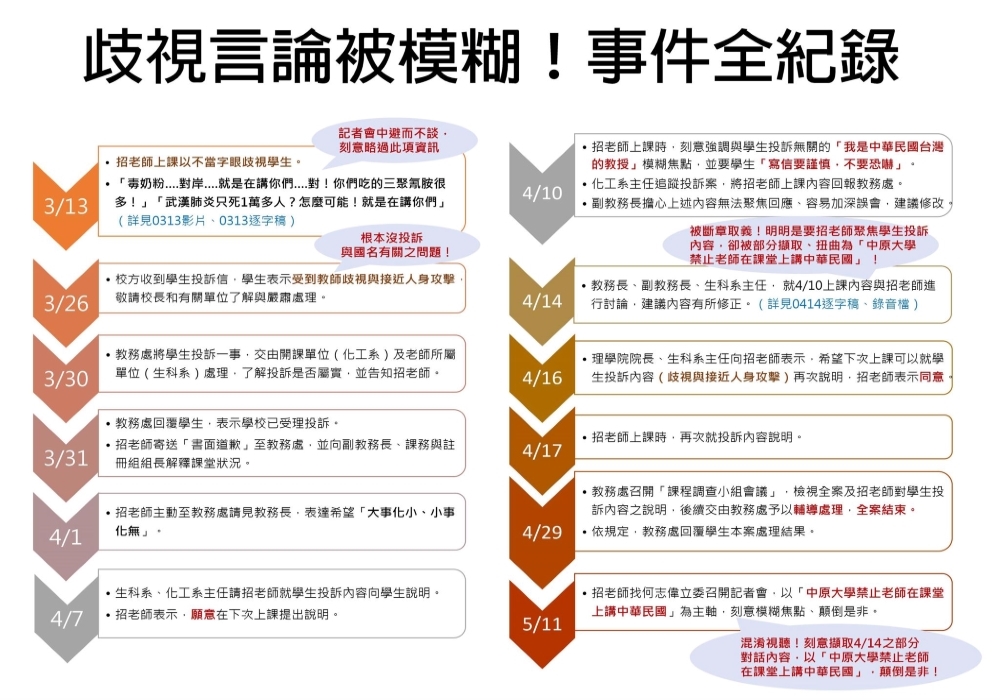 歧視言論被模糊！事件全紀錄
記者會中避而不談，
刻意略過此項資訊
3/13
• 招老師上課以不當字眼歧視學生。
• 「毒奶粉....對岸....就是在講你們....對！你們吃的三聚氰胺很
多！」「武漢肺炎只死1萬多人？怎麼可能！就是在講你們」
（詳見0313影片、0313逐字稿）
根本沒投訴
與國名有關之問題！
3/26
• 校方收到學生投訴信，學生表示受到教師歧視與接近人身攻擊，
敬請校長和有關單位了解與嚴肅處理。
3/30
• 教務處將學生投訴一事，交由開課單位（化工系）及老師所屬
單位（生科系）處理，了解投訴是否屬實，並告知招老師。
3/31
• 教務處回覆學生，表示學校已受理投訴。
• 招老師寄送「書面道歉」至教務處，並向副教務長、課務與註
冊組組長解釋課堂狀況。
4/1
• 招老師主動至教務處請見教務長，表達希望「大事化小、小事
化無」。
4/7
• 生科系、化工系主任請招老師就學生投訴內容向學生說明。
• 招老師表示，願意在下次上課提出說明。
4/10
• 招老師上課時，刻意強調與學生投訴無關的「我是中華民國台灣
的教授」模糊焦點，並要學生「寫信要謹慎，不要恐嚇」。
• 化工系主任追蹤投訴案，將招老師上課內容回報教務處。
• 副教務長擔心上述內容無法聚焦回應、容易加深誤會，建議修改。
被斷章取義！明明是要招老師聚焦學生投訴
內容，卻被部分擷取、扭曲為「中原大學
禁止老師在課堂上講中華民國」！
4/14
• 教務長、副教務長、生科系主任， 就4/10上課內容與招老師進
行討論，建議內容有所修正。（詳見0414逐字稿、錄音檔）
4/16
• 理學院院長、生科系主任向招老師表示，希望下次上課可以就學
生投訴內容（歧視與接近人身攻擊）再次說明，招老師表示同意。
4/17
• 招老師上課時，再次就投訴內容說明。
4/29
• 教務處召開「課程調查小組會議」，檢視全案及招老師對學生投
訴內容之說明，後續交由教務處予以輔導處理，全案結束。
• 依規定，教務處回覆學生本案處理結果。
5/11
• 招老師找何志偉立委召開記者會，以「中原大學禁止老師在課堂
上講中華民國」為主軸，刻意模糊焦點、顛倒是非。
混淆視聽！刻意擷取4/14之部分
對話內容，以「中原大學禁止老師
在課堂上講中華民國」，顛倒是非！